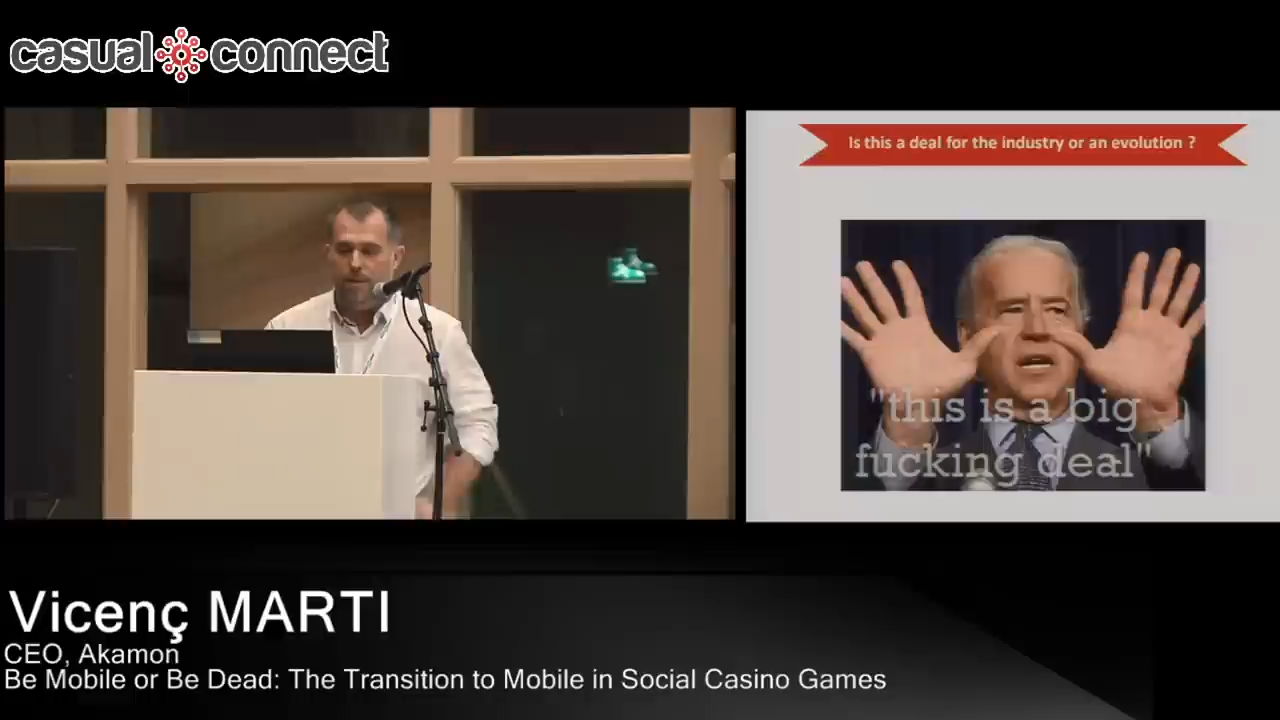 casual connect
Is this a deal for the industry or an evolution ?
"this is a big
fucking deal"
Vicenç MARTI
CEO, Akamon
Be Mobile or Be Dead: The Transition to Mobile in Social Casino Games